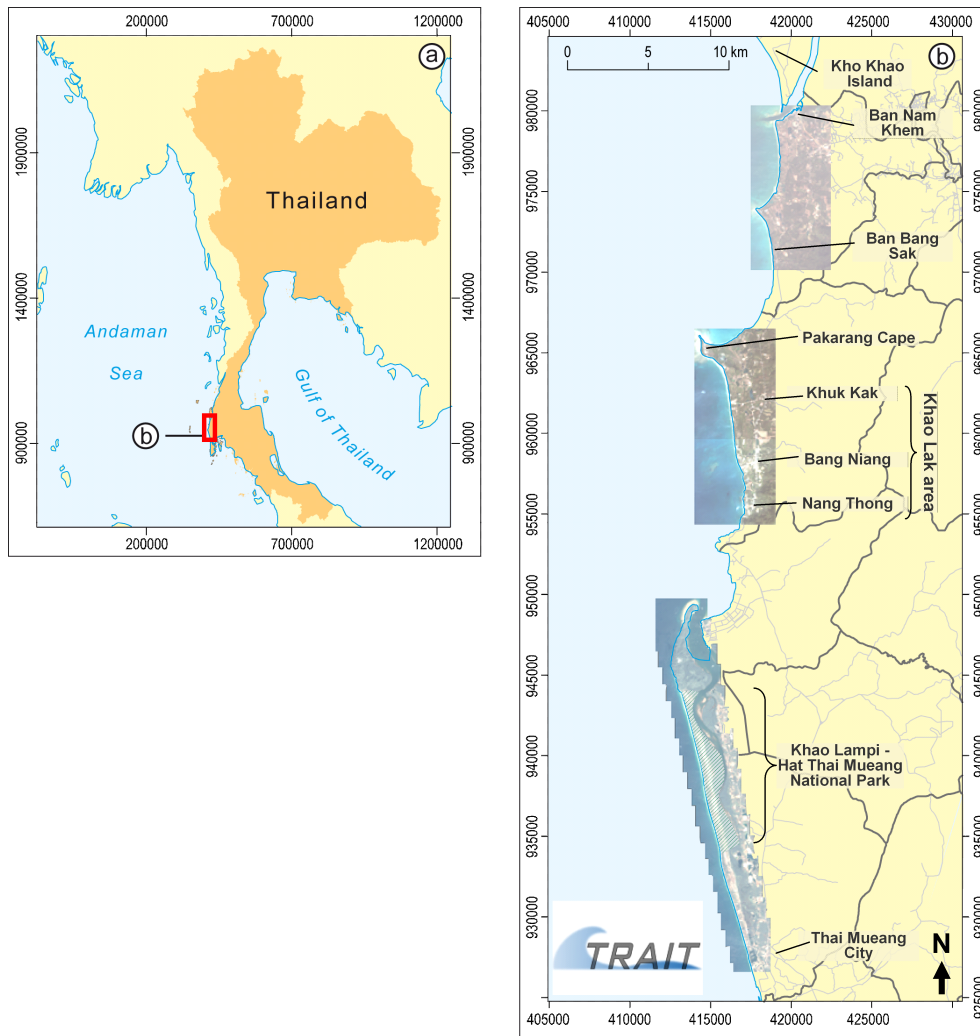 200000 700000 1200000
a
1900000 1900000
Thailand
1400000 1400000
Andaman
Sea
Gulf of Thailand
b
900000 900000
200000 700000 1200000
405000 410000 415000 420000 425000 430000
b
0 5 10 km
Kho Khao
Island
980000 980000
Ban Nam
Khem
975000 975000
Ban Bang
Sak
970000 970000
965000 965000
Pakarang Cape
Khuk Kak
Khao Lak area
960000 960000
Bang Niang
Nang Thong
955000 955000
950000 950000
945000 945000
Khao Lampi -
Hat Thai Mueang
National Park
940000 940000
935000 935000
930000 930000
Thai Mueang
City
N
TRAIT
925000 925000
405000 410000 415000 420000 425000 430000